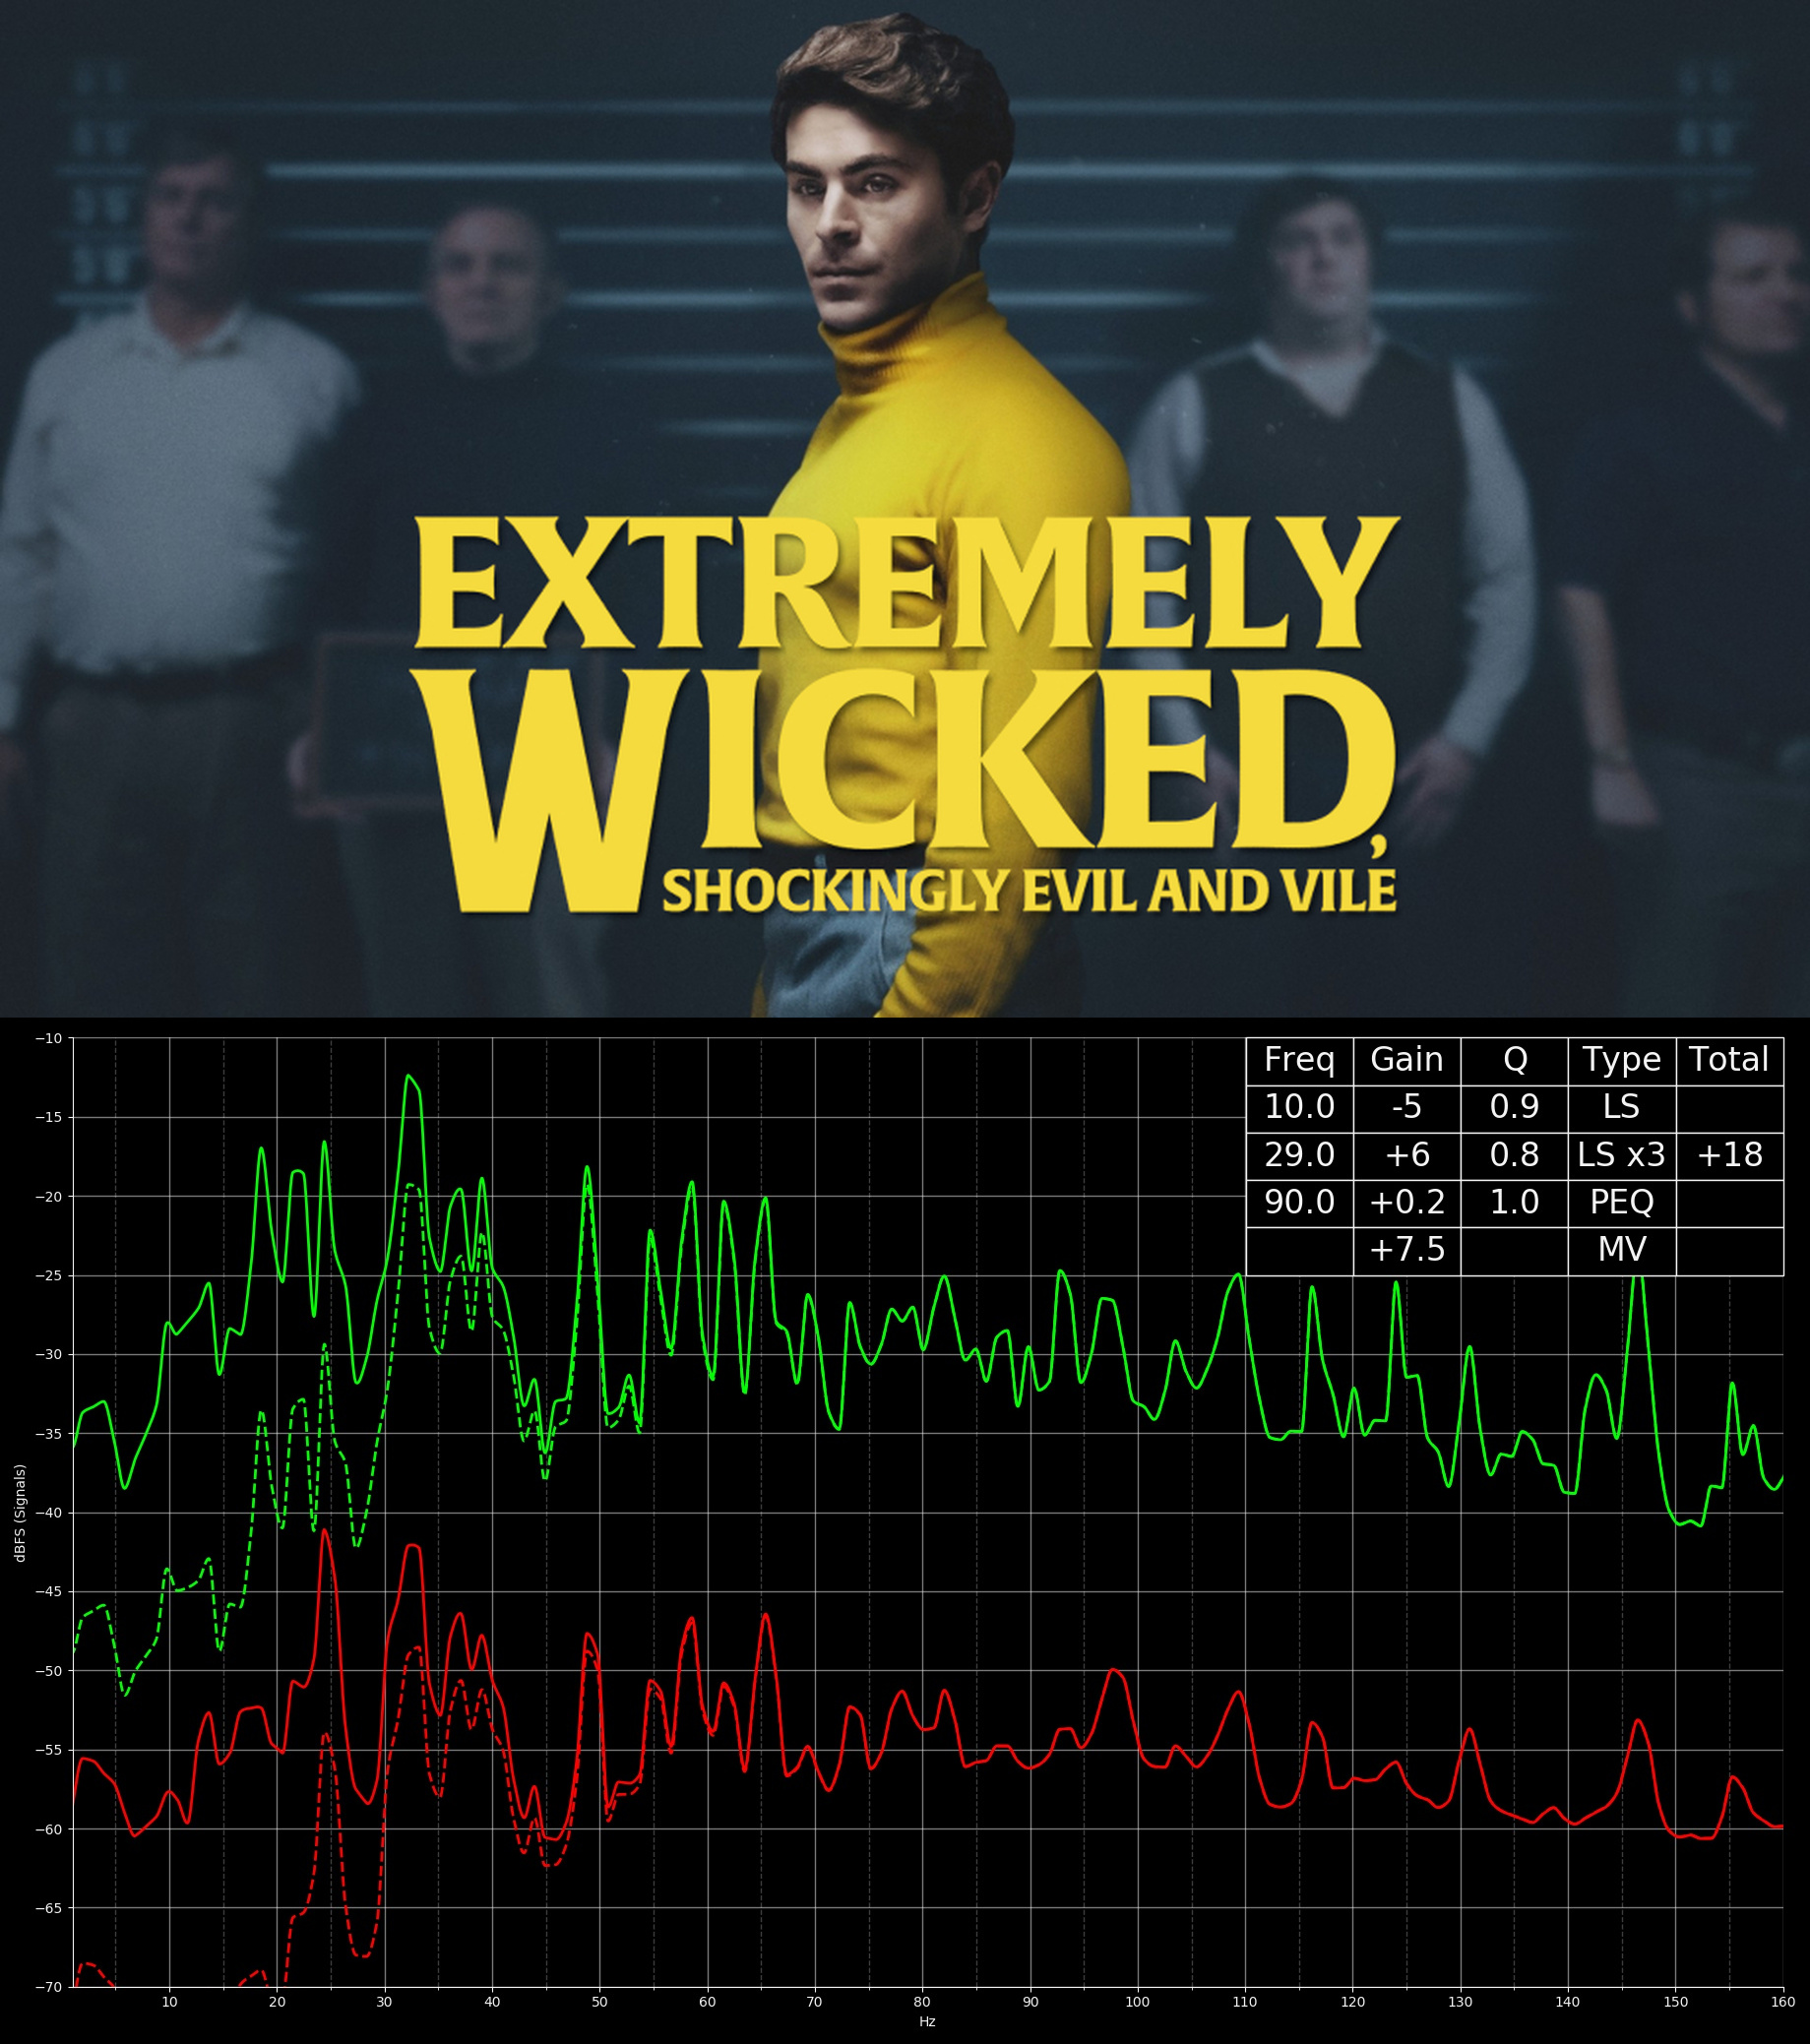 EXTREMELY
WICKED,
SHOCKINGLY EVIL AND VILE
Freq Gain Q Type Total
10.0 -5 0.9 LS
29.0 +6 0.8 LS x3 +18
90.0 +0.2 1.0 PEQ
+7.5 MV
−10
−15
−20
−25
−30
−35
−40
−45
−50
−55
−60
−65
−70
dBFS (Signals)
10 20 30 40 50 60 70 80 90 100 110 120 130 140 150 160
Hz